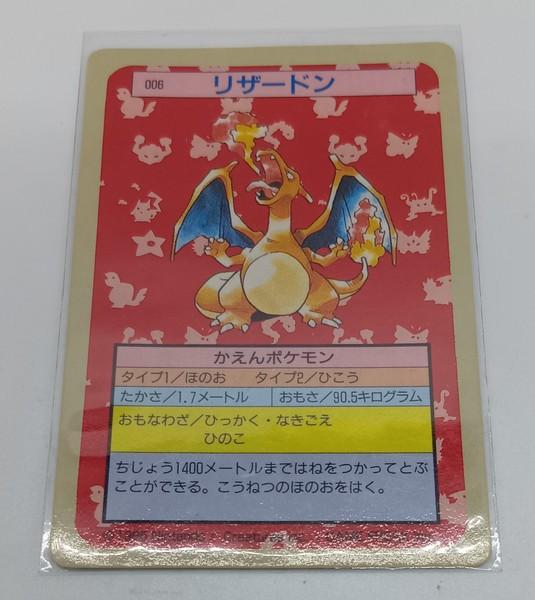 006 リザードン
かえんポケモン
タイプ1／ほのお タイプ2／ひこう
たかさ／1.7メートル おもさ／90.5キログラム
おもなわざ／ひっかく・なきごえ
ひのこ
ちじょう1400メートルまではねをつかってとぶ
ことができる。こうねつのほのおをはく。
©1995 Nintendo Creatures inc.